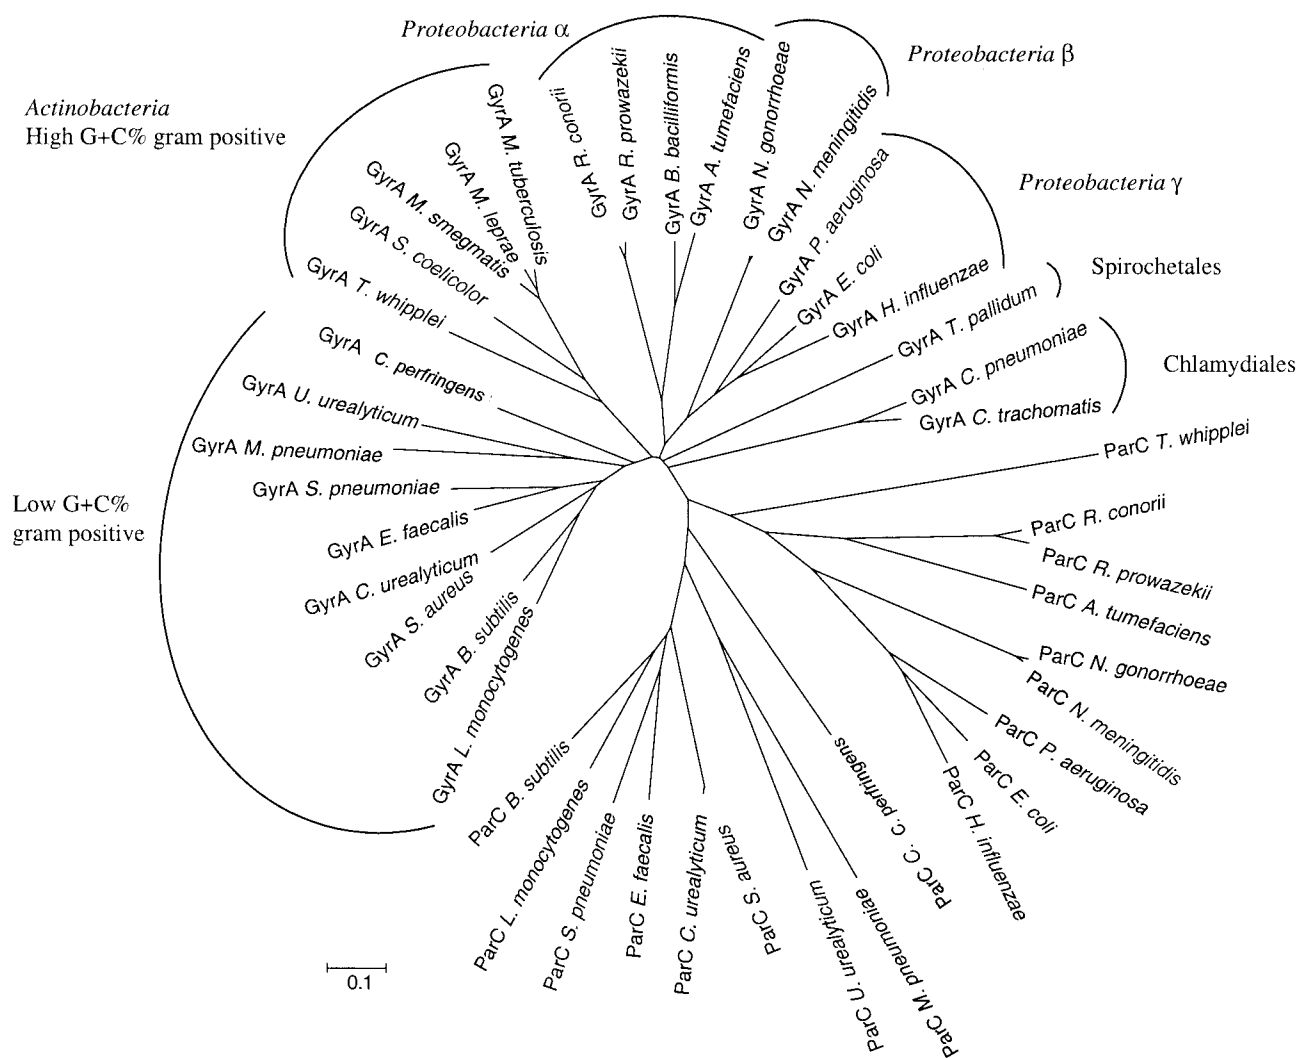 Proteobacteria α
Proteobacteria β
Actinobacteria
High G+C% gram positive
Proteobacteria γ
Spirochetales
Chlamydiales
Low G+C%
gram positive
GyrA R. conorii
GyrA R. prowazekii
GyrA B. bacilliformis
GyrA A. tumefaciens
GyrA N. gonorrhoeae
GyrA N. meningitidis
GyrA P. aeruginosa
GyrA E. coli
GyrA H. influenzae
GyrA T. pallidum
GyrA C. pneumoniae
GyrA C. trachomatis
ParC T. whipplei
ParC R. conorii
ParC R. prowazekii
ParC A. tumefaciens
ParC N. gonorrhoeae
ParC N. meningitidis
ParC P. aeruginosa
ParC E. coli
ParC H. influenzae
ParC C. C. perfringens
ParC M. pneumoniae
ParC U. urealyticum
ParC S. aureus
ParC C. urealyticum
ParC E. faecalis
ParC S. pneumoniae
ParC L. monocytogenes
ParC B. subtilis
GyrA L. monocytogenes
GyrA B. subtilis
GyrA S. aureus
GyrA C. urealyticum
GyrA E. faecalis
GyrA S. pneumoniae
GyrA M. pneumoniae
GyrA U. urealyticum
GyrA C. perfringens
GyrA T. whipplei
GyrA S. coelicolor
GyrA M. smegmatis
GyrA M. leprae
GyrA M. tuberculosis
0.1